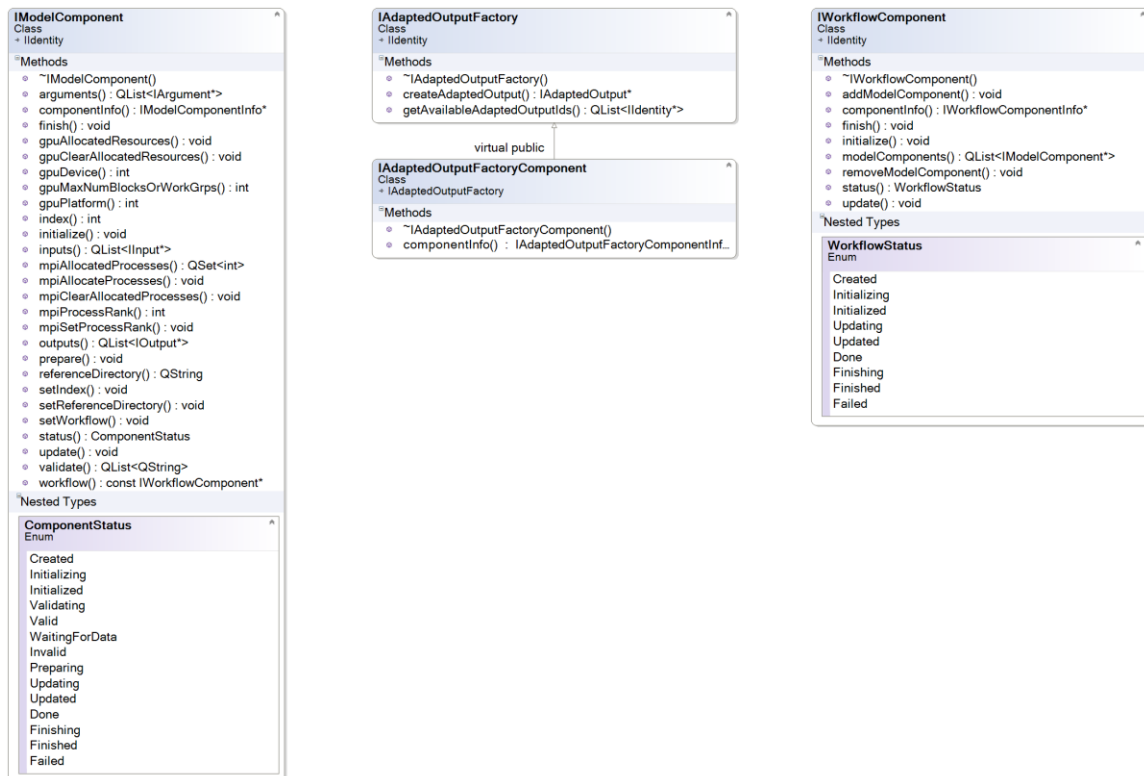 IModelComponent
Class
IIdentity
Methods
~IModelComponent()
arguments() : QList<IArgument*>
componentInfo() : IModelComponentInfo*
finish() : void
gpuAllocatedResources() : void
gpuClearAllocatedResources() : void
gpuDevice() : int
gpuMaxNumBlocksOrWorkGrps() : int
gpuPlatform() : int
index() : int
initialize() : void
inputs() : QList<IInput*>
mpiAllocatedProcesses() : QSet<int>
mpiAllocateProcesses() : void
mpiClearAllocatedProcesses() : void
mpiProcessRank() : int
mpiSetProcessRank() : void
outputs() : QList<IOutput*>
prepare() : void
referenceDirectory() : QString
setIndex() : void
setReferenceDirectory() : void
setWorkflow() : void
status() : ComponentStatus
update() : void
validate() : QList<QString>
workflow() : const IWorkflowComponent*
Nested Types
ComponentStatus
Enum
Created
Initializing
Initialized
Validating
Valid
WaitingForData
Invalid
Preparing
Updating
Updated
Done
Finishing
Finished
Failed
IAdaptedOutputFactory
Class
IIdentity
Methods
~IAdaptedOutputFactory()
createAdaptedOutput() : IAdaptedOutput*
getAvailableAdaptedOutputIds() : QList<IIdentity*>
virtual public
IAdaptedOutputFactoryComponent
Class
IAdaptedOutputFactory
Methods
~IAdaptedOutputFactoryComponent()
componentInfo() : IAdaptedOutputFactoryComponentInf...
IWorkflowComponent
Class
IIdentity
Methods
~IWorkflowComponent()
addModelComponent() : void
componentInfo() : IWorkflowComponentInfo*
finish() : void
initialize() : void
modelComponents() : QList<IModelComponent*>
removeModelComponent() : void
status() : WorkflowStatus
update() : void
Nested Types
WorkflowStatus
Enum
Created
Initializing
Initialized
Updating
Updated
Done
Finishing
Finished
Failed